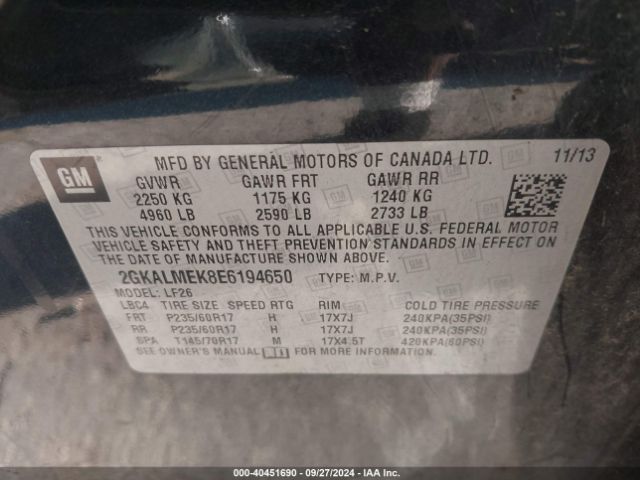 GM
MFD BY GENERAL MOTORS OF CANADA LTD. 11/13
GVWR GAWR FRT GAWR RR
2250 KG 1175 KG 1240 KG
4960 LB 2590 LB 2733 LB
THIS VEHICLE CONFORMS TO ALL APPLICABLE U.S. FEDERAL MOTOR
VEHICLE SAFETY AND THEFT PREVENTION STANDARDS IN EFFECT ON
THE DATE OF MANUFACTURE SHOWN ABOVE.
2GKALMEK8E6194650 TYPE: M.P.V.
MODEL: LF26
LBC4 TIRE SIZE SPEED RTG RIM COLD TIRE PRESSURE
FRT P235/60R17 H 17X7J 240KPA(35PSI)
RR P235/60R17 H 17X7J 240KPA(35PSI)
SPA T145/70R17 M 17X4.5T 420KPA(60PSI)
SEE OWNER'S MANUAL FOR MORE INFORMATION.
000-40451690 - 09/27/2024 - IAA Inc.